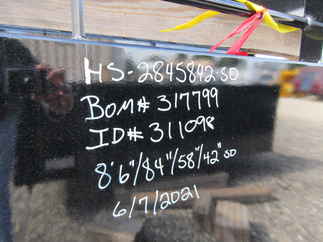 HS-2845842-SO
BOM# 317799
ID# 311098
8'6"/84"/58"/42" SO
6/7/2021